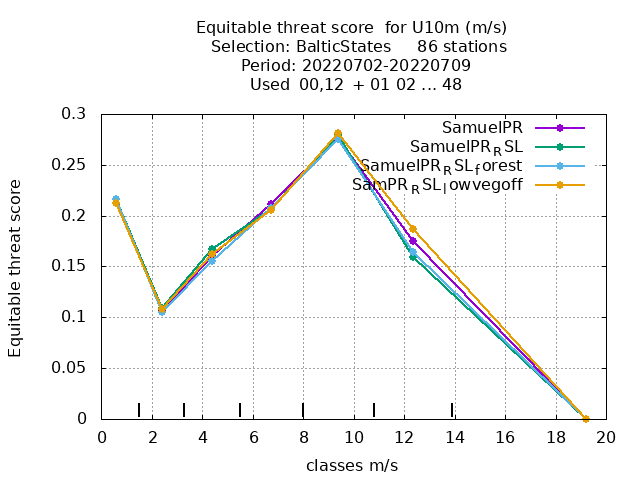 Equitable threat score  for U10m (m/s)
Selection: BalticStates     86 stations
Period: 20220702-20220709
Used  00,12  + 01 02 ... 48
0.3
0.25
0.2
0.15
0.1
0.05
0
Equitable threat score
SamuelPR
SamuelPR_RSL
SamuelPR_RSL_forest
SamPR_RSL_lowvegoff
0 2 4 6 8 10 12 14 16 18 20
classes m/s